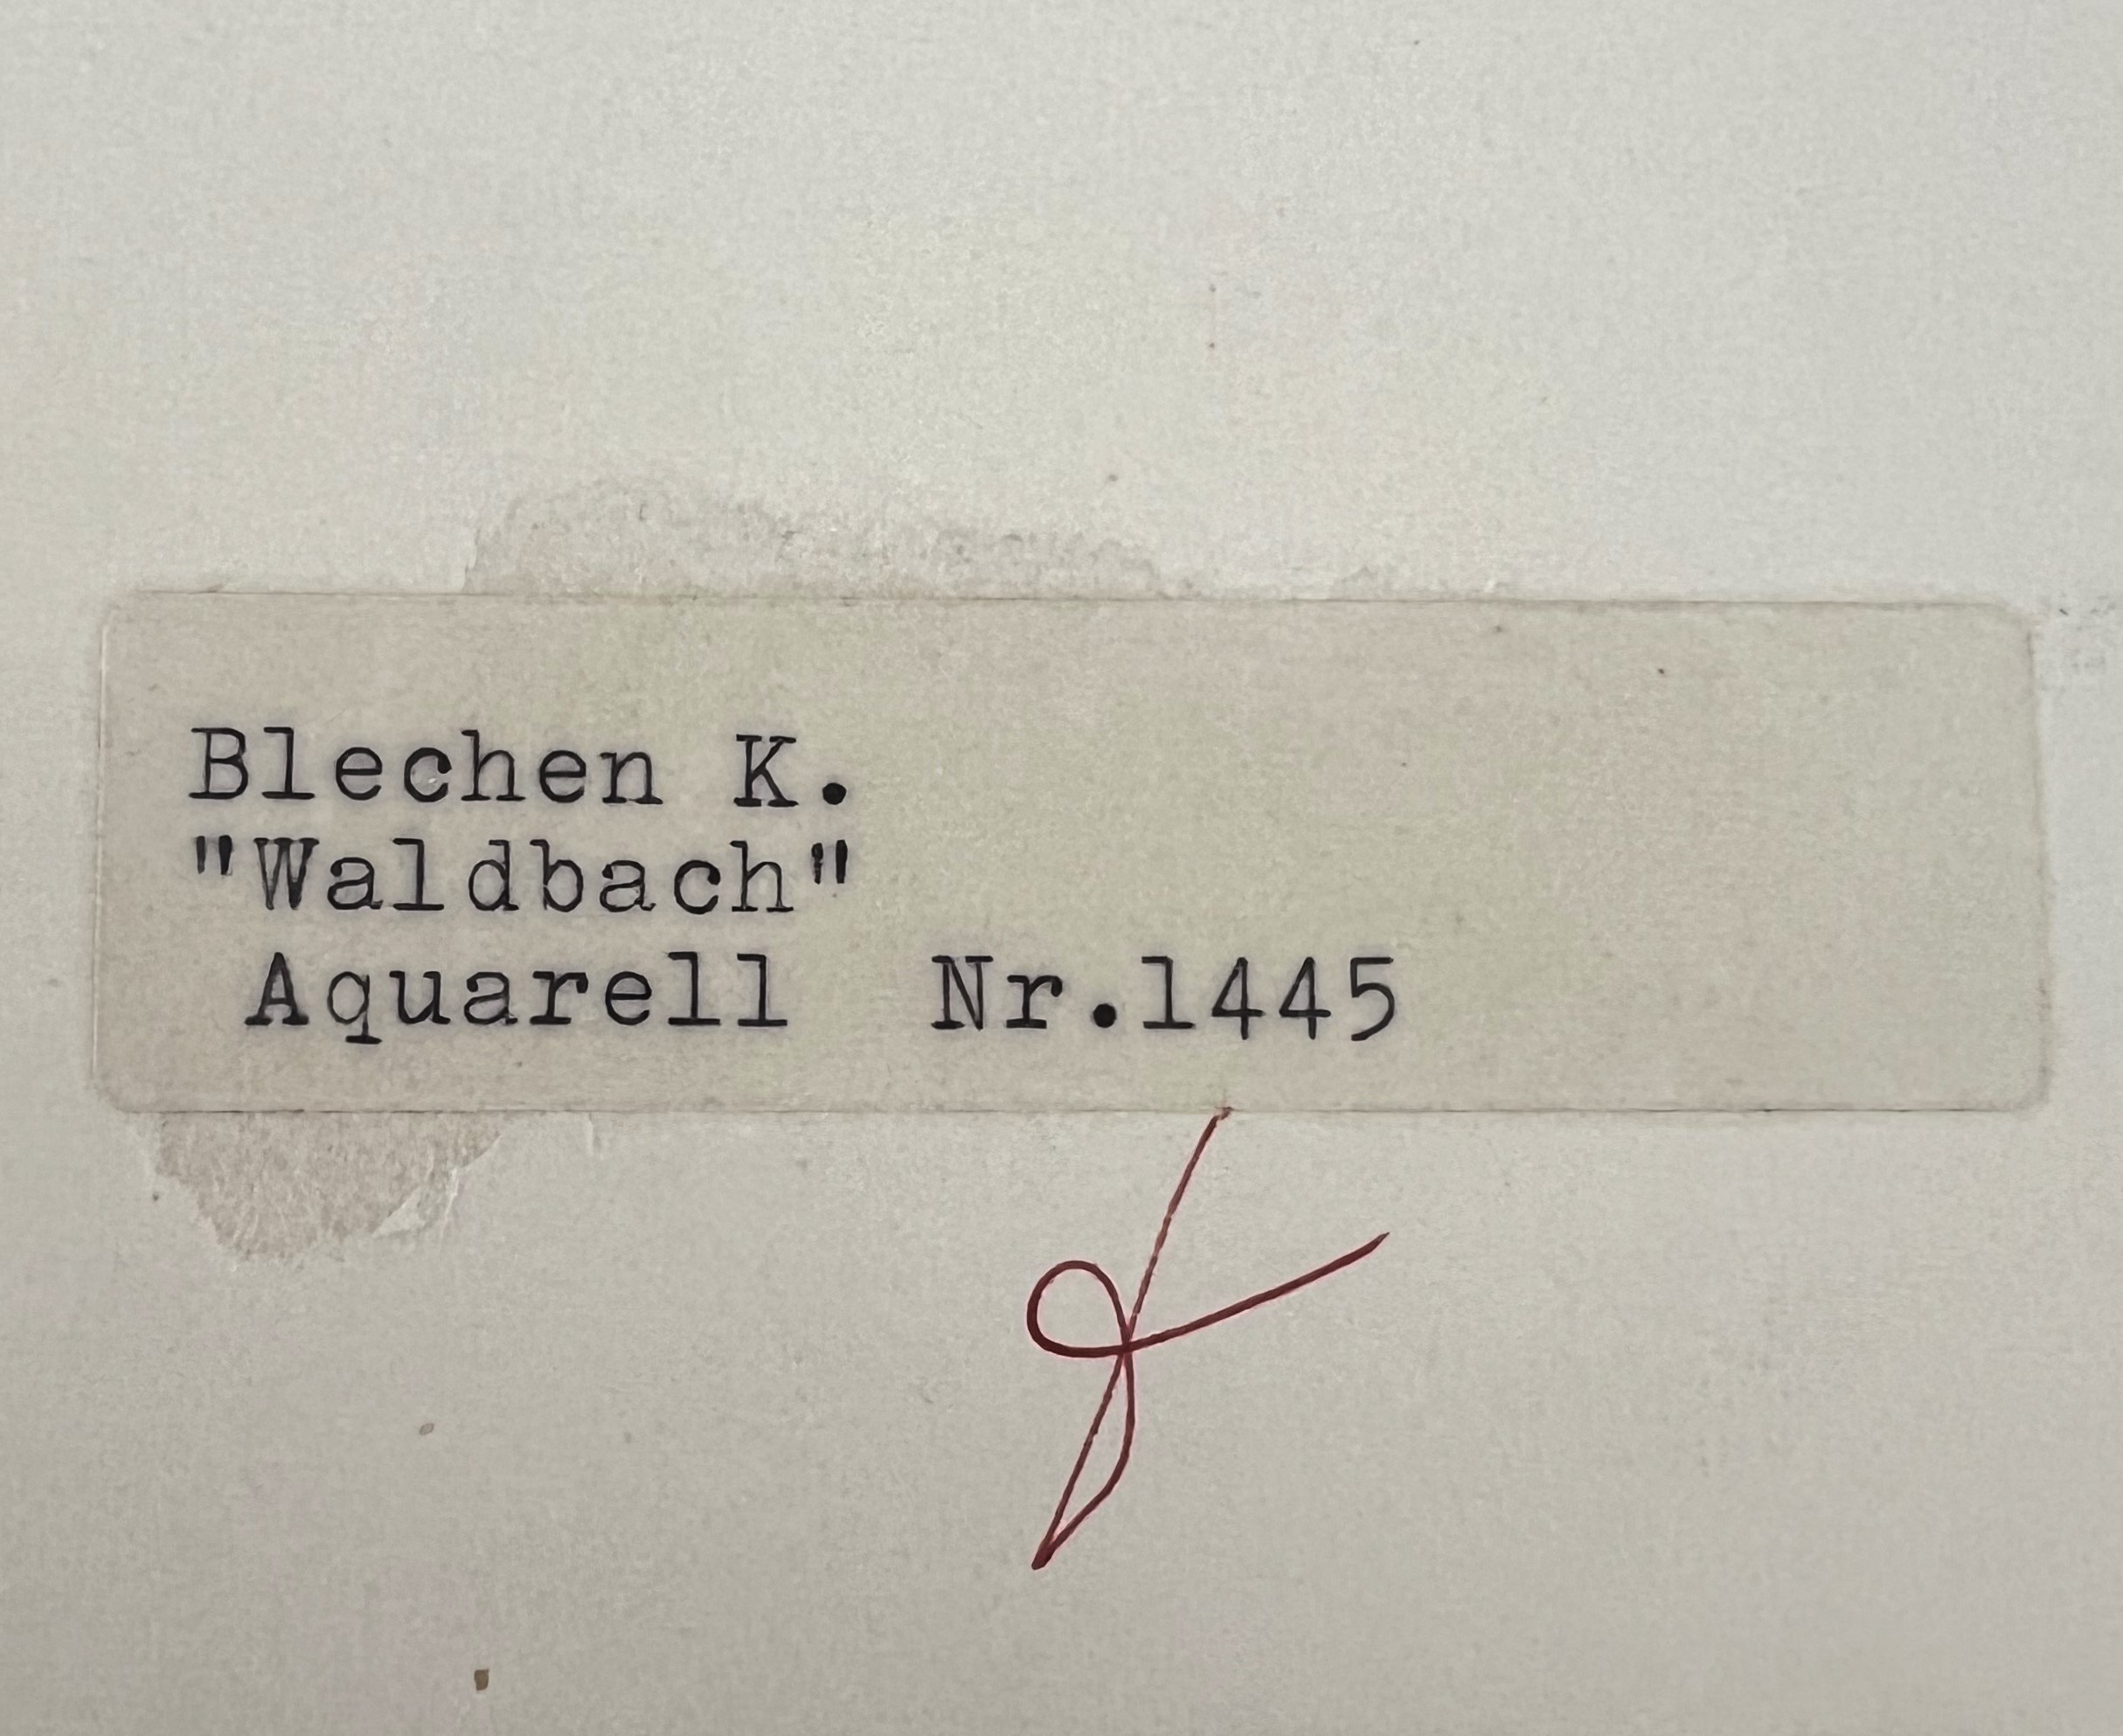 Blechen K.
"Waldbach"
Aquarell Nr.1445